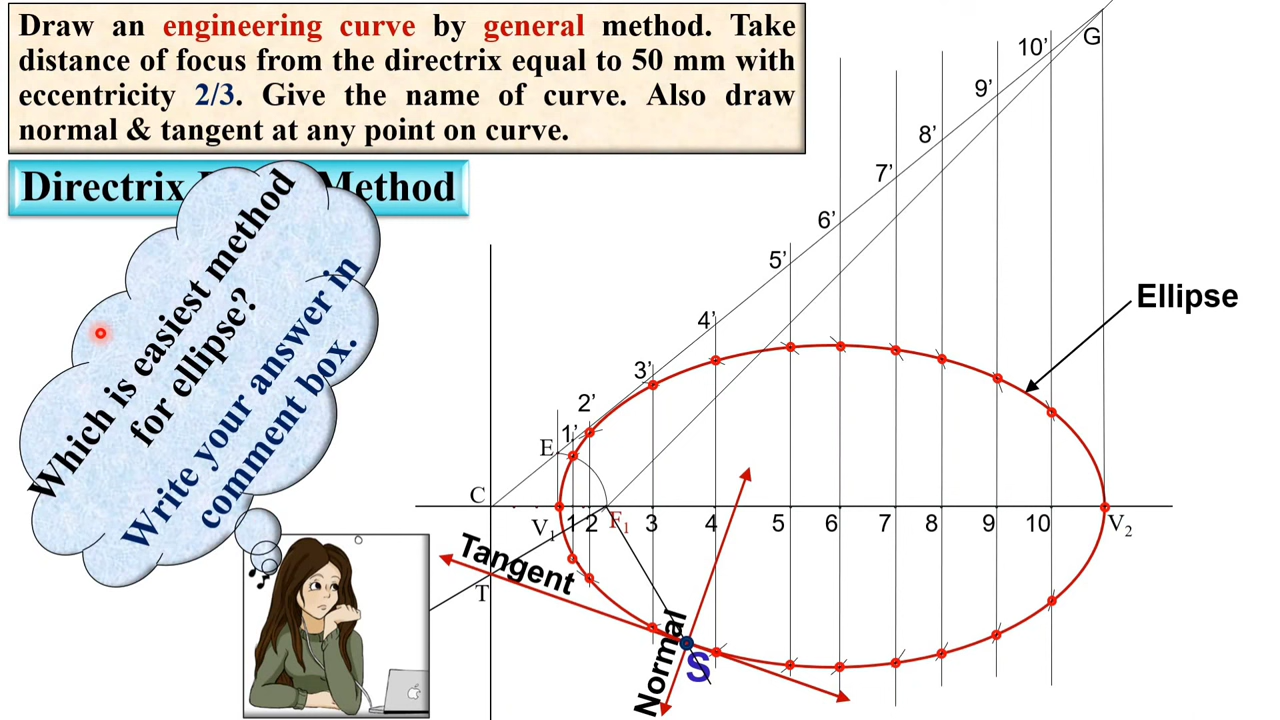 Draw an engineering curve by general method. Take
distance of focus from the directrix equal to 50 mm with
eccentricity 2/3. Give the name of curve. Also draw
normal & tangent at any point on curve.
Directrix Method
Which is easiest method
for ellipse?
Write your answer in
comment box.
G
10’
9’
8’
7’
6’
5’
4’
3’
2’
1’
E
Ellipse
C
V1 1 2 F1 3 4 5 6 7 8 9 10 V2
Tangent
T
Normal
S